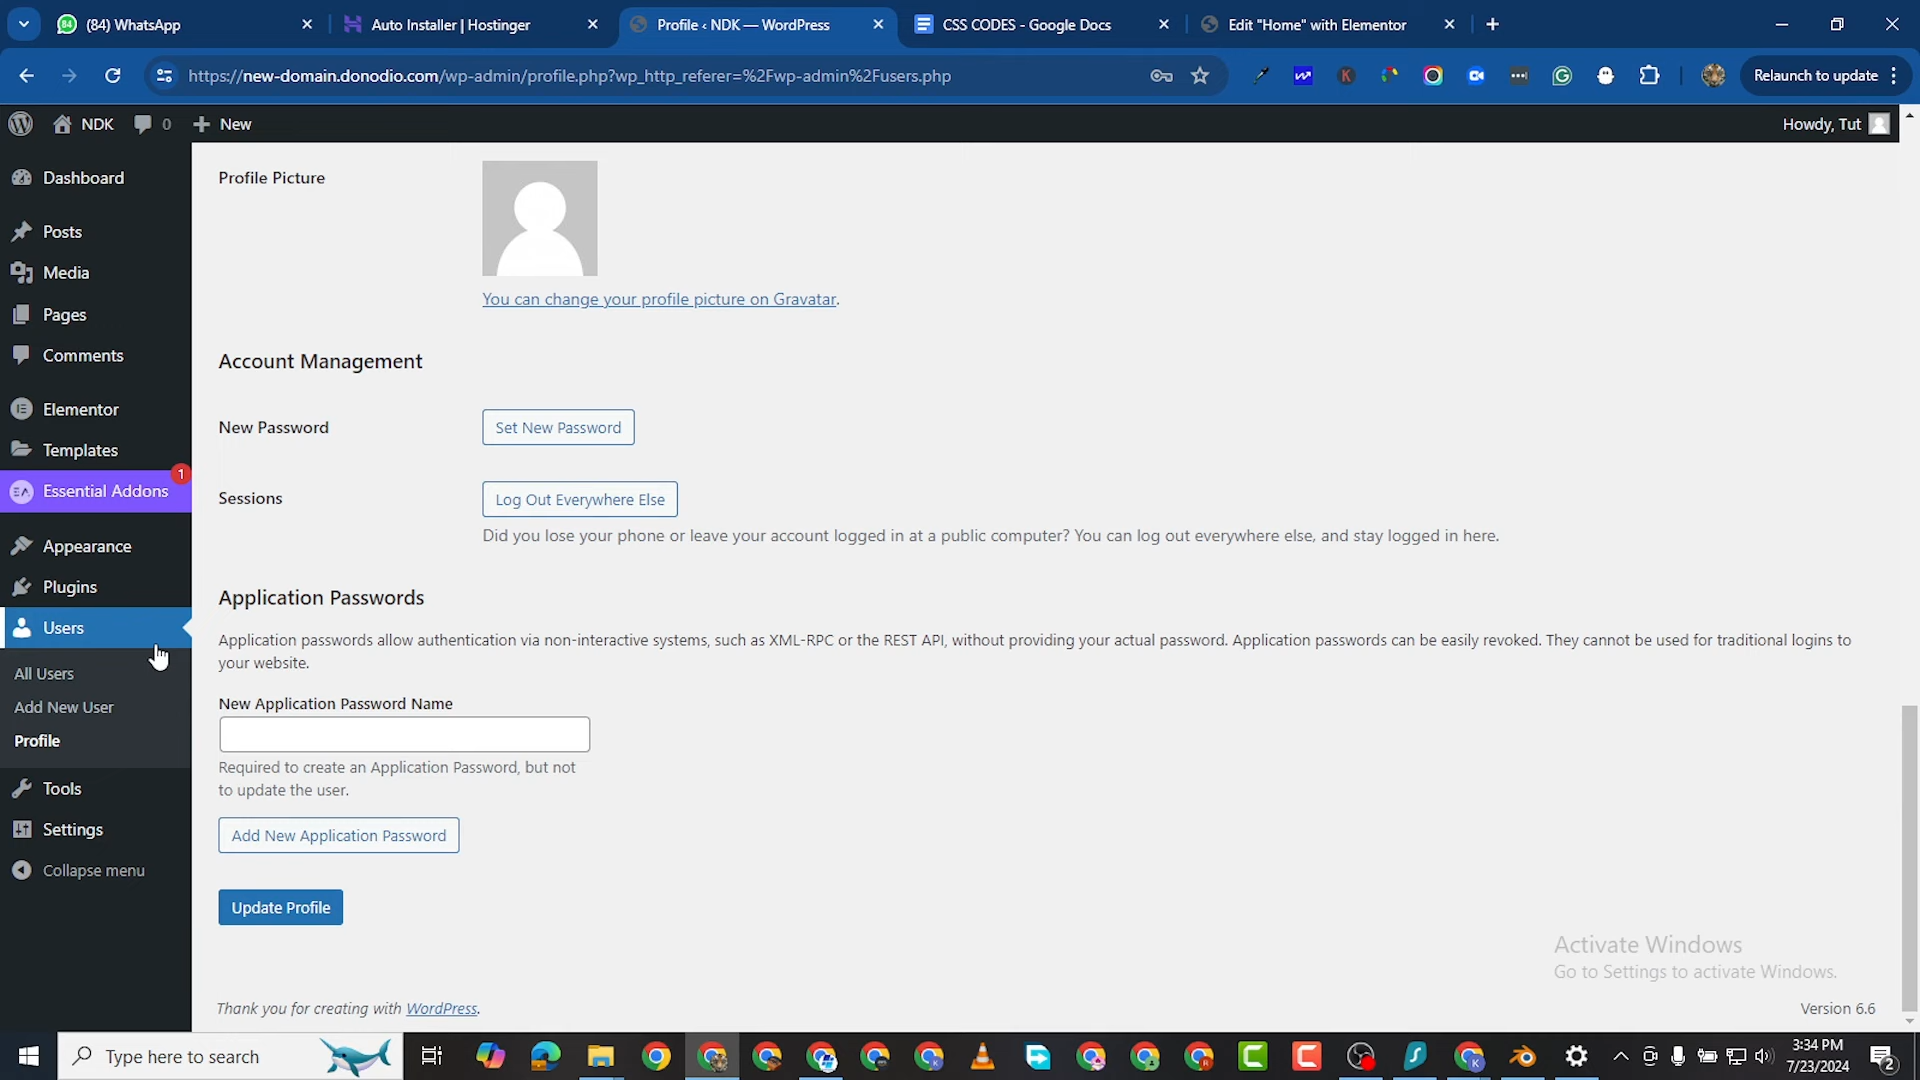 (84) WhatsApp
Auto Installer | Hostinger
Profile ‹ NDK — WordPress
CSS CODES - Google Docs
Edit "Home" with Elementor
https://new-domain.donodio.com/wp-admin/profile.php?wp_http_referer=%2Fwp-admin%2Fusers.php
Relaunch to update
NDK
0
New
Howdy, Tut
Dashboard
Posts
Media
Pages
Comments
Elementor
Templates
Essential Addons
1
Appearance
Plugins
Users
All Users
Add New User
Profile
Tools
Settings
Collapse menu
Profile Picture
You can change your profile picture on Gravatar.
Account Management
New Password
Set New Password
Sessions
Log Out Everywhere Else
Did you lose your phone or leave your account logged in at a public computer? You can log out everywhere else, and stay logged in here.
Application Passwords
Application passwords allow authentication via non-interactive systems, such as XML-RPC or the REST API, without providing your actual password. Application passwords can be easily revoked. They cannot be used for traditional logins to
your website.
New Application Password Name
Required to create an Application Password, but not
to update the user.
Add New Application Password
Update Profile
Activate Windows
Go to Settings to activate Windows.
Thank you for creating with WordPress.
Version 6.6
Type here to search
3:34 PM
7/23/2024
2